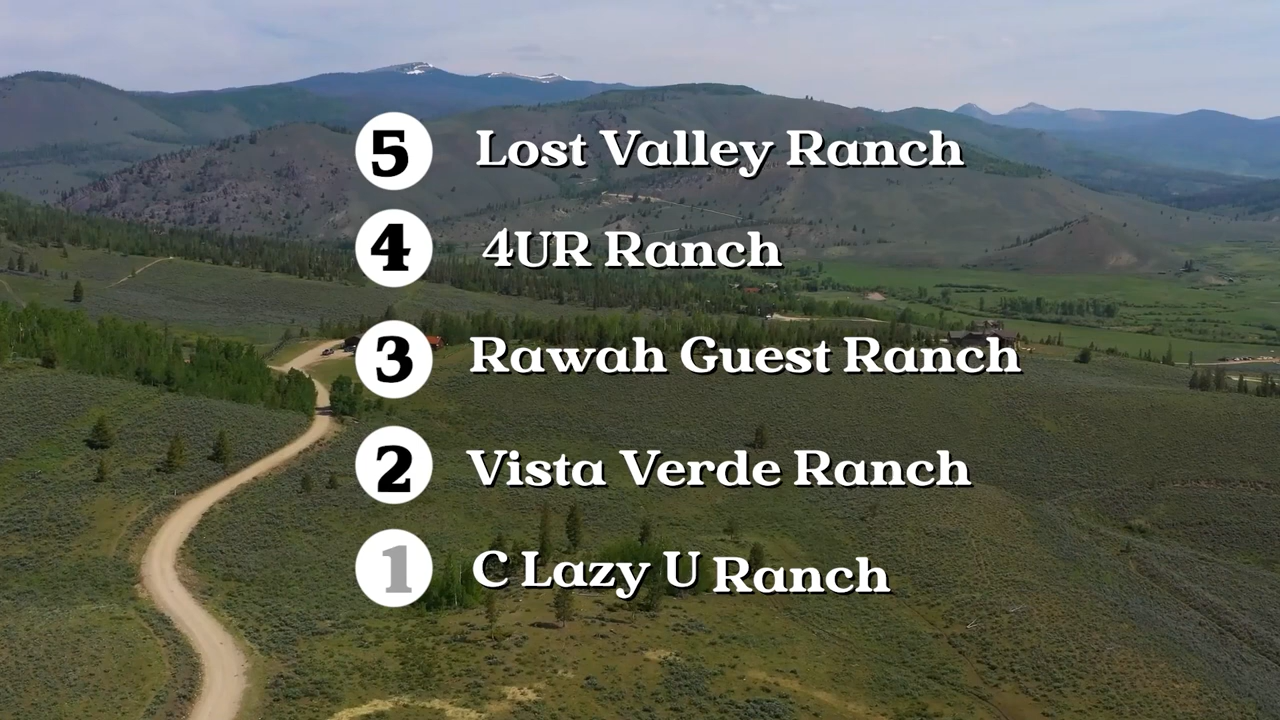 5 Lost Valley Ranch
4 4UR Ranch
3 Rawah Guest Ranch
2 Vista Verde Ranch
1 C Lazy U Ranch